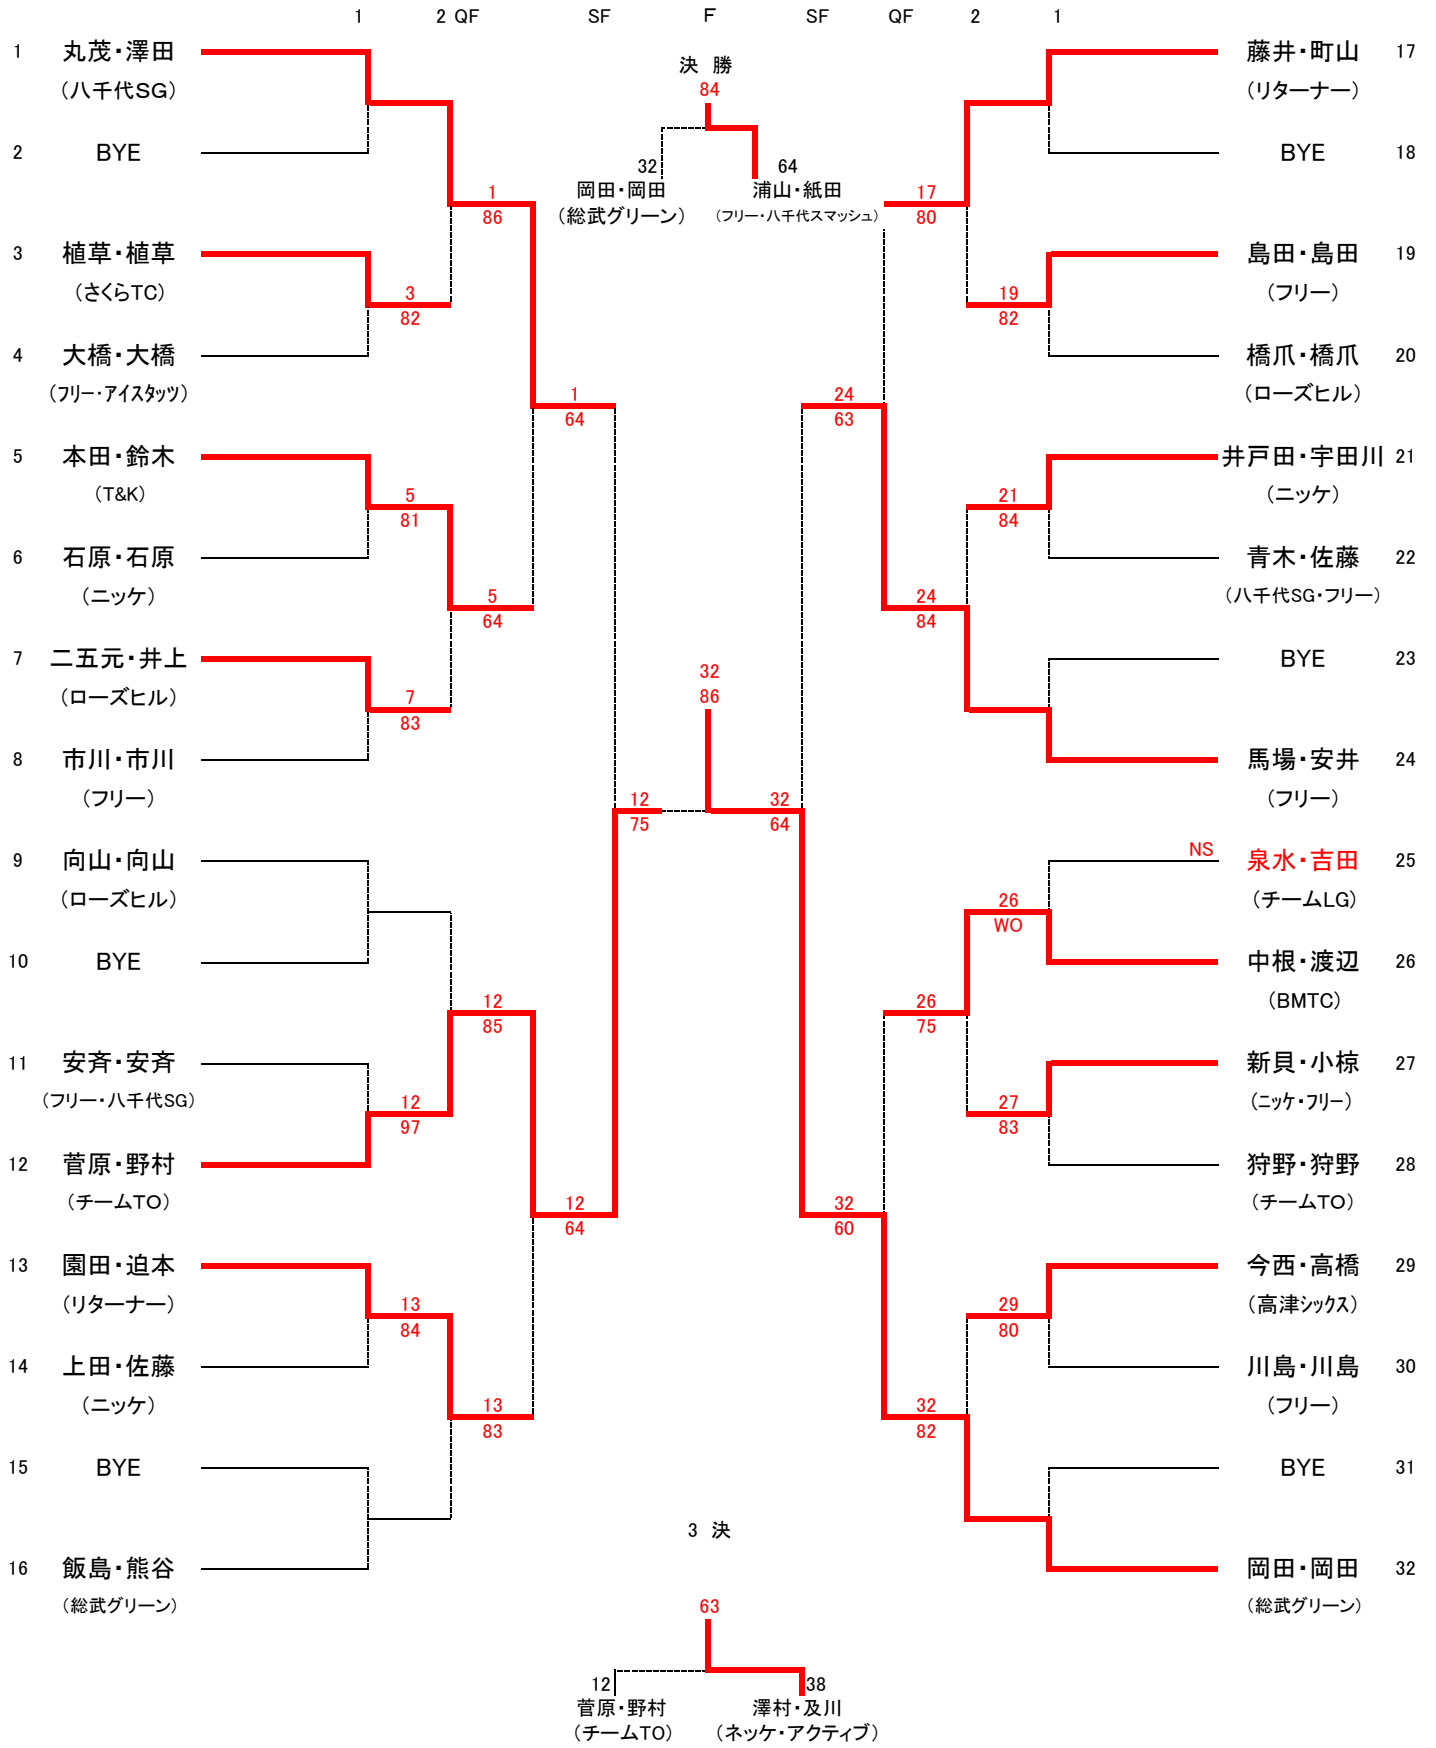 1 2 QF SF F SF QF 2 1
決 勝
84
32 64
岡田・岡田 浦山・紙田
(総武グリーン) (フリー・八千代スマッシュ)
1 丸茂・澤田
(八千代SG)
2 BYE
1
86
3 植草・植草
(さくらTC)
3
82
4 大橋・大橋
(フリー・アイスタッツ)
1
64
5 本田・鈴木
(T&K)
5
81
6 石原・石原
(ニッケ)
5
64
7 二五元・井上
(ローズヒル)
7
83
8 市川・市川
(フリー)
12
75
9 向山・向山
(ローズヒル)
10 BYE
12
85
11 安斉・安斉
(フリー・八千代SG)
12
97
12 菅原・野村
(チームTO)
12
64
13 園田・迫本
(リターナー)
13
84
14 上田・佐藤
(ニッケ)
13
83
15 BYE
16 飯島・熊谷
(総武グリーン)
32
86
藤井・町山 17
(リターナー)
BYE 18
17
80
島田・島田 19
(フリー)
19
82
橋爪・橋爪 20
(ローズヒル)
24
63
井戸田・宇田川 21
(ニッケ)
21
84
青木・佐藤 22
(八千代SG・フリー)
24
84
BYE 23
馬場・安井 24
(フリー)
32
64
NS 泉水・吉田 25
(チームLG)
26
WO
中根・渡辺 26
(BMTC)
26
75
新貝・小椋 27
(ニッケ・フリー)
27
83
狩野・狩野 28
(チームTO)
32
60
今西・高橋 29
(高津シックス)
29
80
川島・川島 30
(フリー)
32
82
BYE 31
岡田・岡田 32
(総武グリーン)
3 決
63
12 38
菅原・野村 澤村・及川
(チームTO) (ネッケ・アクティブ)